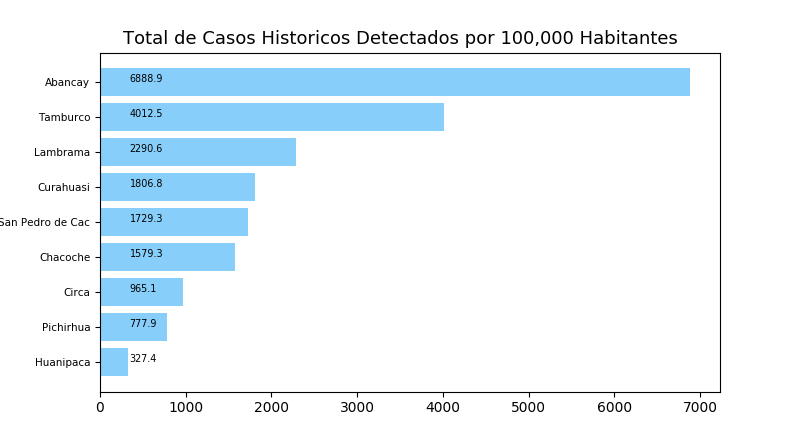 Total de Casos Historicos Detectados por 100,000 Habitantes
Abancay 6888.9
Tamburco 4012.5
Lambrama 2290.6
Curahuasi 1806.8
San Pedro de Cac 1729.3
Chacoche 1579.3
Circa 965.1
Pichirhua 777.9
Huanipaca 327.4
0 1000 2000 3000 4000 5000 6000 7000